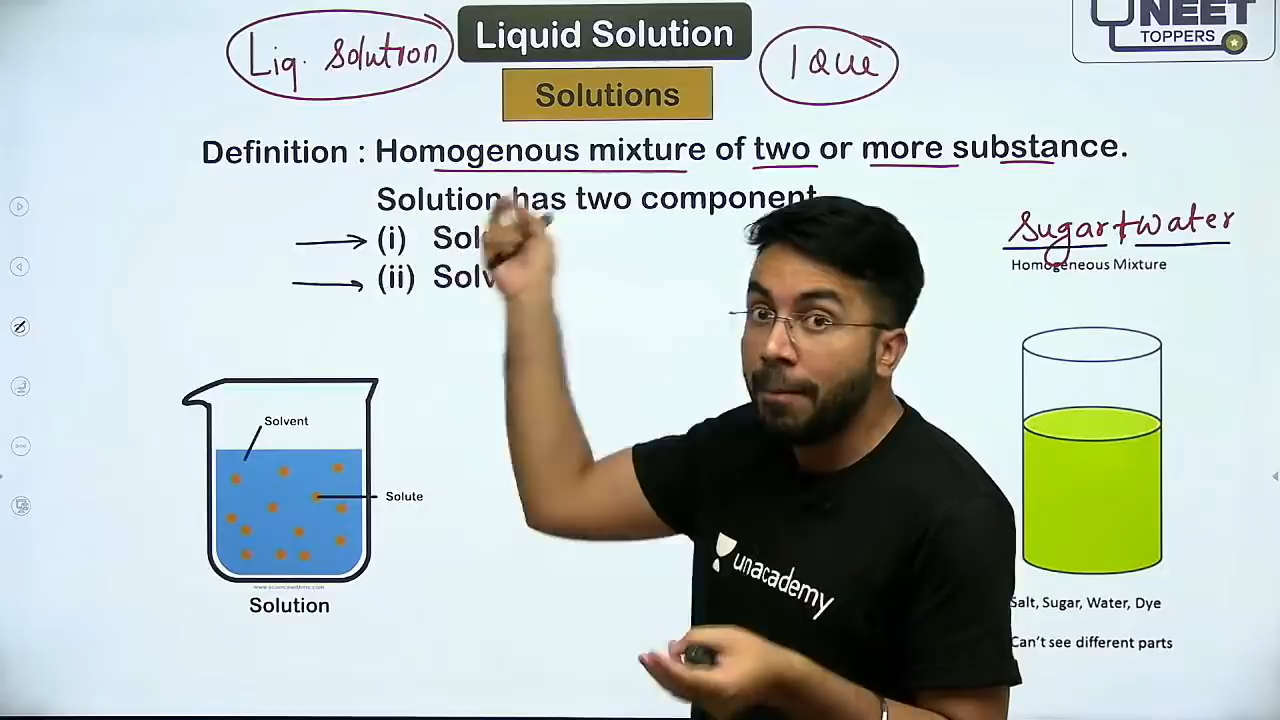 NEET
TOPPERS
Liq. Solution
Liquid Solution
1 Que
Solutions
Definition : Homogenous mixture of two or more substance.
Solution has two component
(i) Sol
(ii) Solv
Sugar + water
Homogeneous Mixture
Solvent
Solute
Solution
unacademy
Salt, Sugar, Water, Dye
Can't see different parts